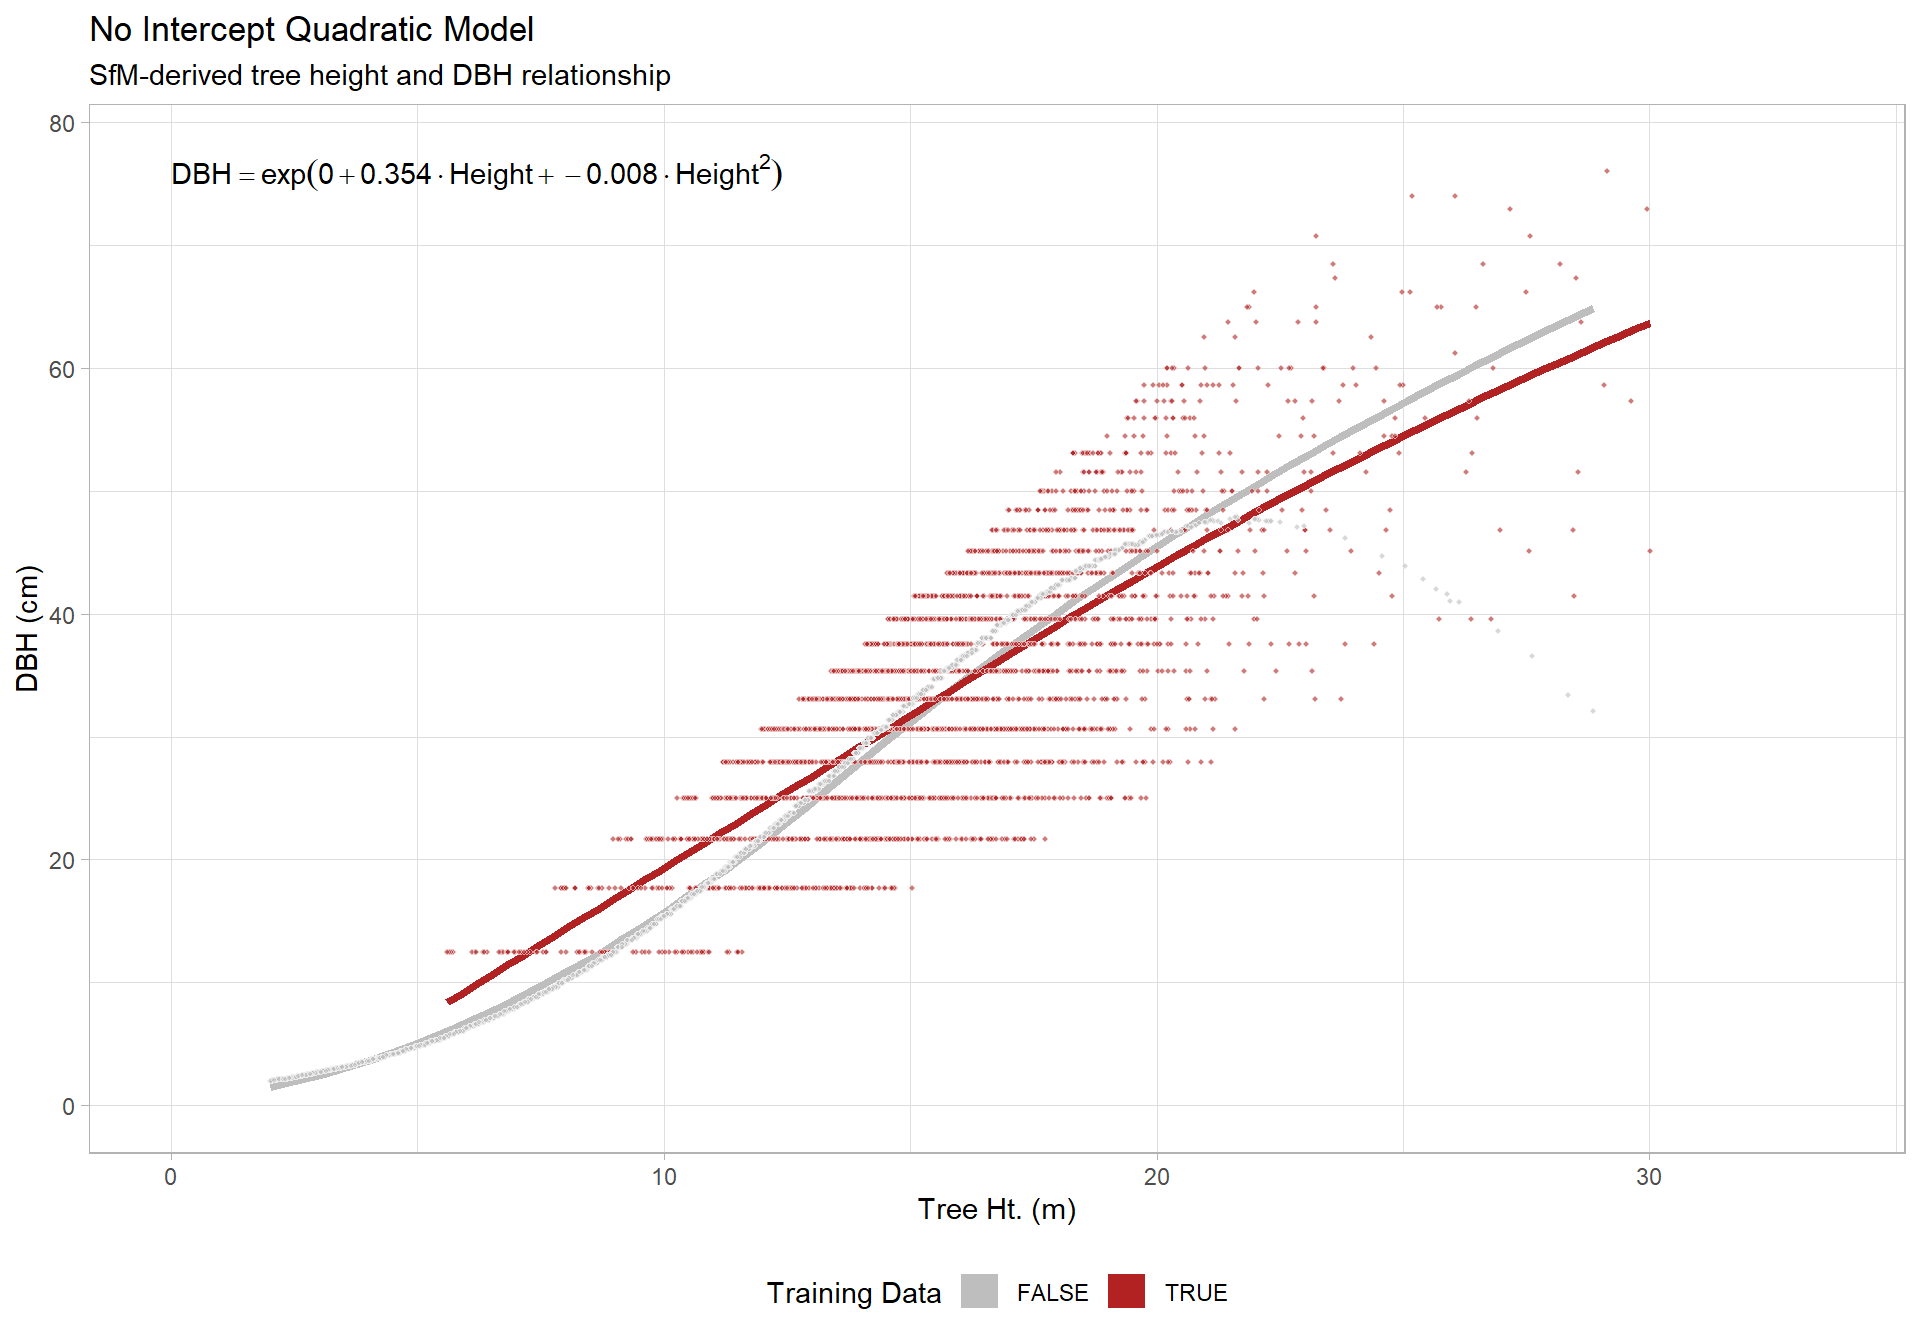 No Intercept Quadratic Model
SfM-derived tree height and DBH relationship
DBH = exp(0 + 0.354 · Height + − 0.008 · Height²)
80
60
40
20
0
DBH (cm)
0 10 20 30
Tree Ht. (m)
Training Data FALSE TRUE